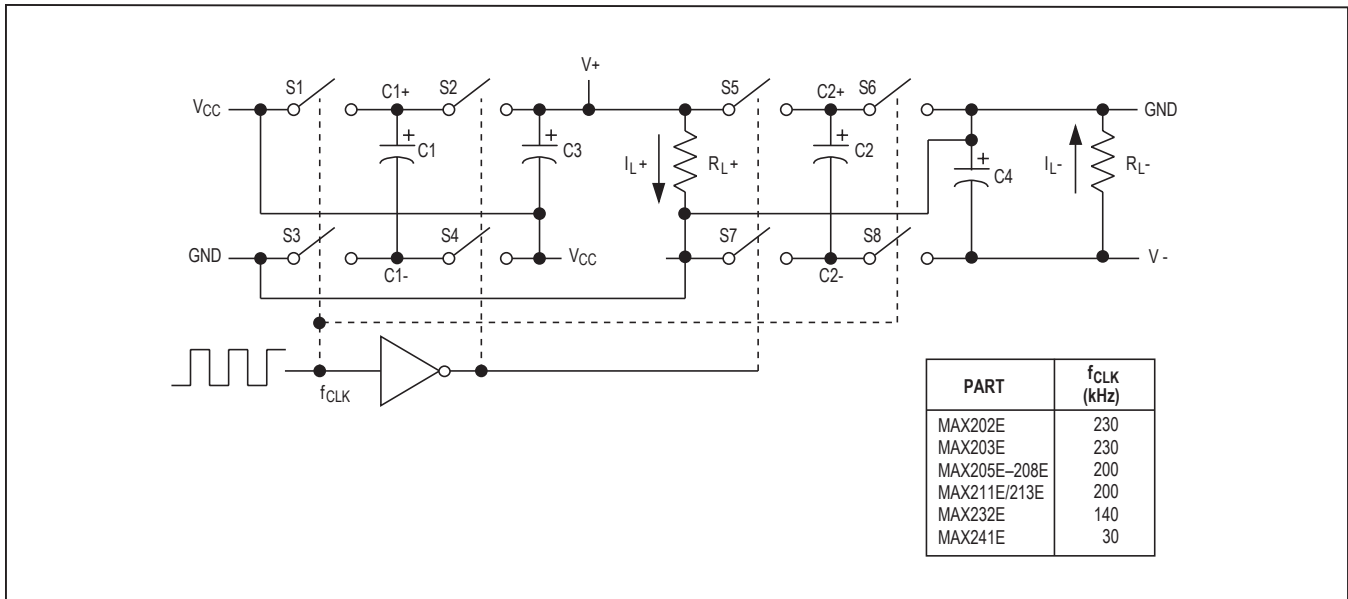 V+
S1 C1+ S2 S5 C2+ S6
VCC GND
+ C1 + C3 IL+ RL+ + C2 + C4 IL- RL-
S3 S4 S7 S8
GND C1- VCC C2- V -
fCLK
PART fCLK (kHz)
MAX202E 230
MAX203E 230
MAX205E–208E 200
MAX211E/213E 200
MAX232E 140
MAX241E 30